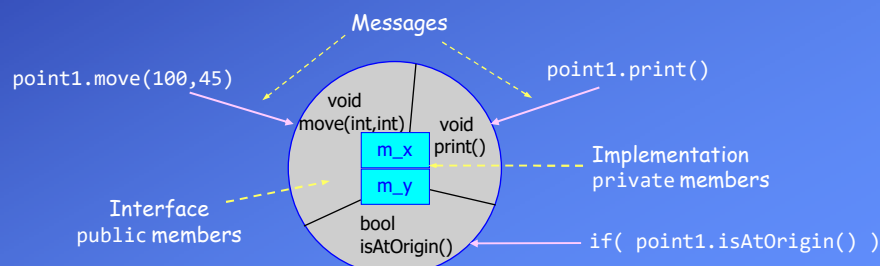 Messages
point1.move(100,45)
point1.print()
void
move(int,int)
void
print()
m_x
m_y
Implementation
private members
Interface
public members
bool
isAtOrigin()
if( point1.isAtOrigin() )